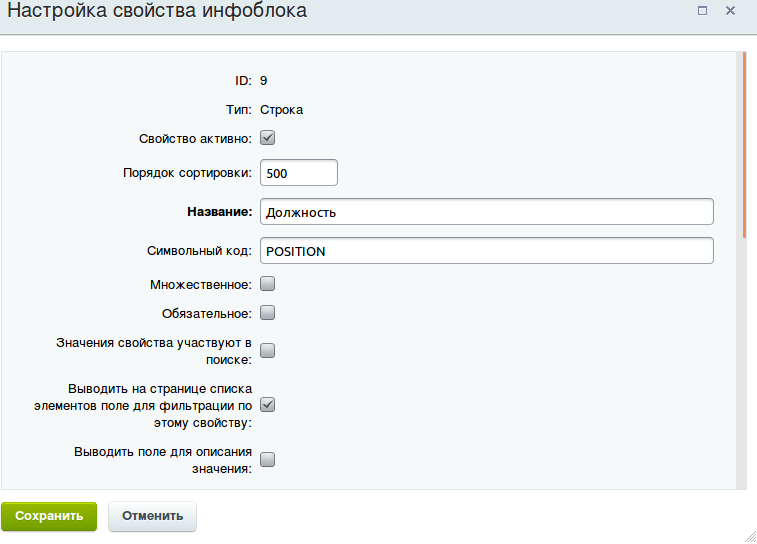 Настройка свойства инфоблока
ID: 9
Тип: Строка
Свойство активно:
Порядок сортировки: 500
Название: Должность
Символьный код: POSITION
Множественное:
Обязательное:
Значения свойства участвуют в
поиске:
Выводить на странице списка
элементов поле для фильтрации по
этому свойству:
Выводить поле для описания
значения:
Сохранить Отменить